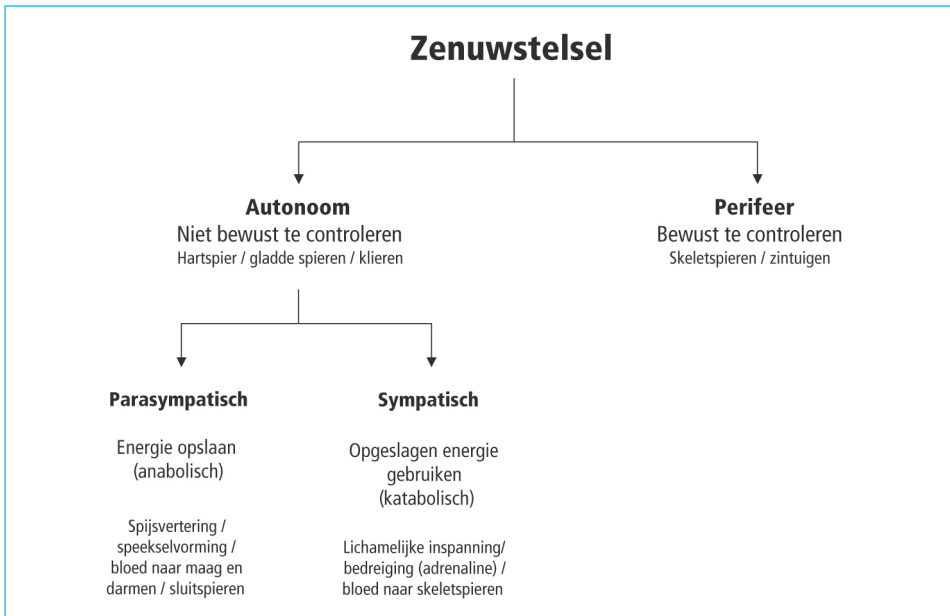 Zenuwstelsel
Autonoom
Niet bewust te controleren
Hartspier / gladde spieren / klieren
Perifeer
Bewust te controleren
Skeletspieren / zintuigen
Parasympatisch
Energie opslaan
(anabolisch)
Spijsvertering /
speekselvorming /
bloed naar maag en
darmen / sluitspieren
Sympatisch
Opgeslagen energie
gebruiken
(katabolisch)
Lichamelijke inspanning/
bedreiging (adrenaline) /
bloed naar skeletspieren